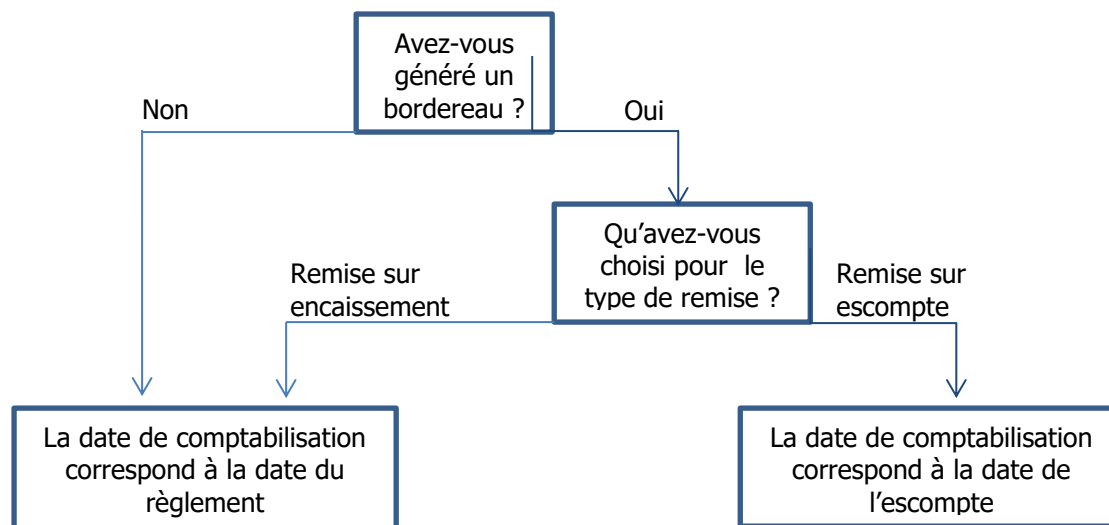 Avez-vous
généré un
bordereau ?
Non
Oui
Qu’avez-vous
choisi pour le
type de remise ?
Remise sur
encaissement
Remise sur
escompte
La date de comptabilisation
correspond à la date du
règlement
La date de comptabilisation
correspond à la date de
l’escompte